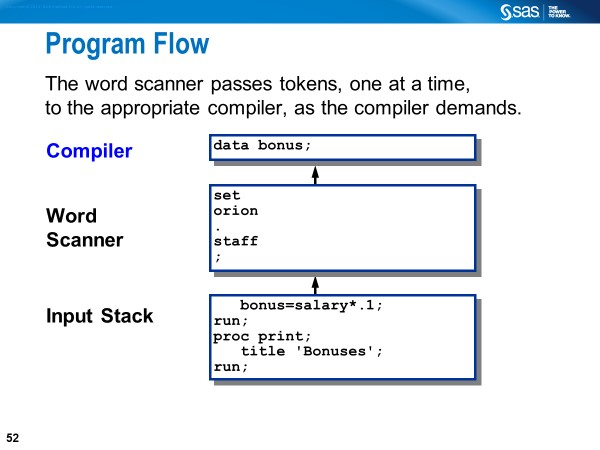 sas THE
POWER
TO KNOW.
Program Flow
The word scanner passes tokens, one at a time,
to the appropriate compiler, as the compiler demands.
Compiler
data bonus;
Word
Scanner
set
orion
.
staff
;
Input Stack
bonus=salary*.1;
run;
proc print;
title 'Bonuses';
run;
52